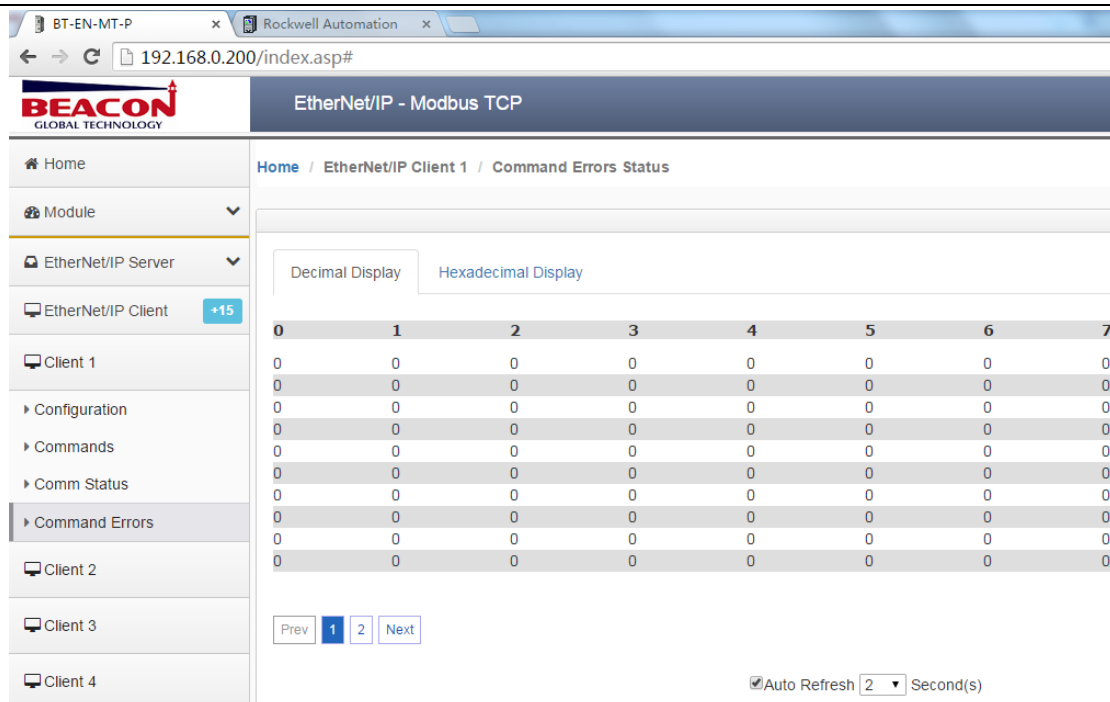 BT-EN-MT-P × Rockwell Automation ×
192.168.0.200/index.asp#
BEACON
GLOBAL TECHNOLOGY
EtherNet/IP - Modbus TCP
Home
Module
EtherNet/IP Server
EtherNet/IP Client +15
Client 1
Configuration
Commands
Comm Status
Command Errors
Client 2
Client 3
Client 4
Home / EtherNet/IP Client 1 / Command Errors Status
Decimal Display Hexadecimal Display
0 1 2 3 4 5 6 7
0 0 0 0 0 0 0 0
0 0 0 0 0 0 0 0
0 0 0 0 0 0 0 0
0 0 0 0 0 0 0 0
0 0 0 0 0 0 0 0
0 0 0 0 0 0 0 0
0 0 0 0 0 0 0 0
0 0 0 0 0 0 0 0
0 0 0 0 0 0 0 0
0 0 0 0 0 0 0 0
Prev 1 2 Next
Auto Refresh 2 Second(s)